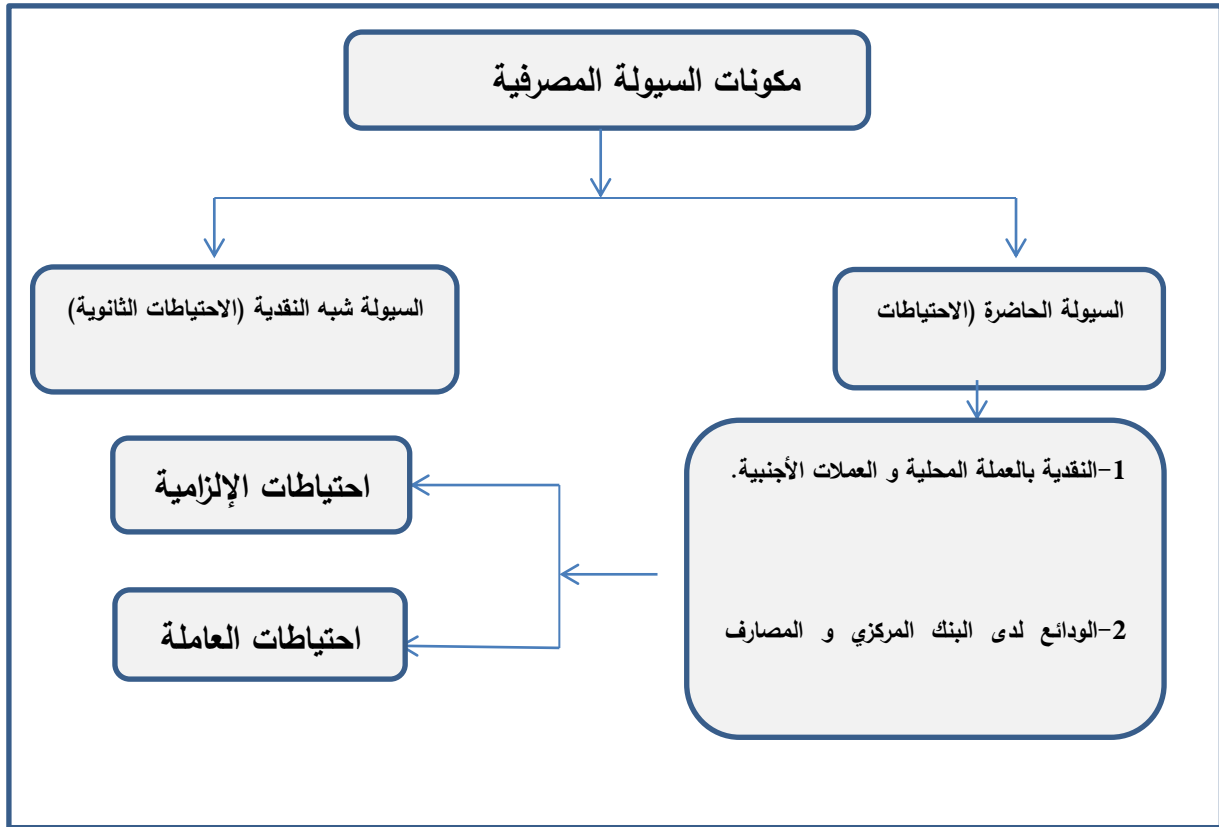 مكونات السيولة المصرفية
السيولة الحاضرة (الاحتياطات
السيولة شبه النقدية (الاحتياطات الثانوية)
1-النقدية بالعملة المحلية و العملات الأجنبية.
2-الودائع لدى البنك المركزي و المصارف
احتياطات الإلزامية
احتياطات العاملة